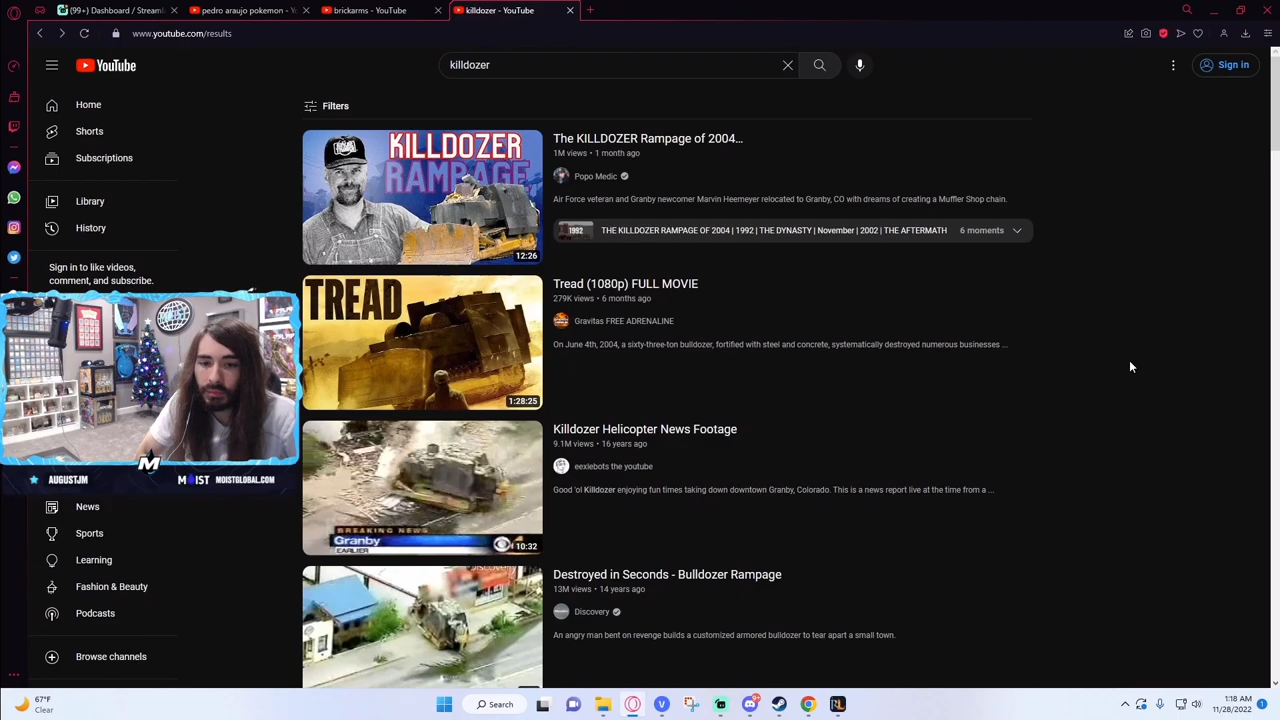 (99+) Dashboard / Streaml
pedro araujo pokemon - Yo
brickarms - YouTube
killdozer - YouTube
www.youtube.com/results
YouTube
killdozer
Sign in
Home
Shorts
Subscriptions
Library
History
Sign in to like videos,
comment, and subscribe.
AUGUSTJM
MOIST
MOISTGLOBAL.COM
News
Sports
Learning
Fashion & Beauty
Podcasts
Browse channels
Filters
KILLDOZER
RAMPAGE
12:26
The KILLDOZER Rampage of 2004...
1M views • 1 month ago
Popo Medic
Air Force veteran and Granby newcomer Marvin Heemeyer relocated to Granby, CO with dreams of creating a Muffler Shop chain.
1992
THE KILLDOZER RAMPAGE OF 2004 | 1992 | THE DYNASTY | November | 2002 | THE AFTERMATH
6 moments
TREAD
1:28:25
Tread (1080p) FULL MOVIE
279K views • 6 months ago
Gravitas FREE ADRENALINE
On June 4th, 2004, a sixty-three-ton bulldozer, fortified with steel and concrete, systematically destroyed numerous businesses ...
BREAKING NEWS
Granby
EARLIER
10:32
Killdozer Helicopter News Footage
9.1M views • 16 years ago
eexlebots the youtube
Good 'ol Killdozer enjoying fun times taking down downtown Granby, Colorado. This is a news report live at the time from a ...
Destroyed in Seconds - Bulldozer Rampage
13M views • 14 years ago
Discovery
An angry man bent on revenge builds a customized armored bulldozer to tear apart a small town.
67°F
Clear
Search
1:18 AM
11/28/2022